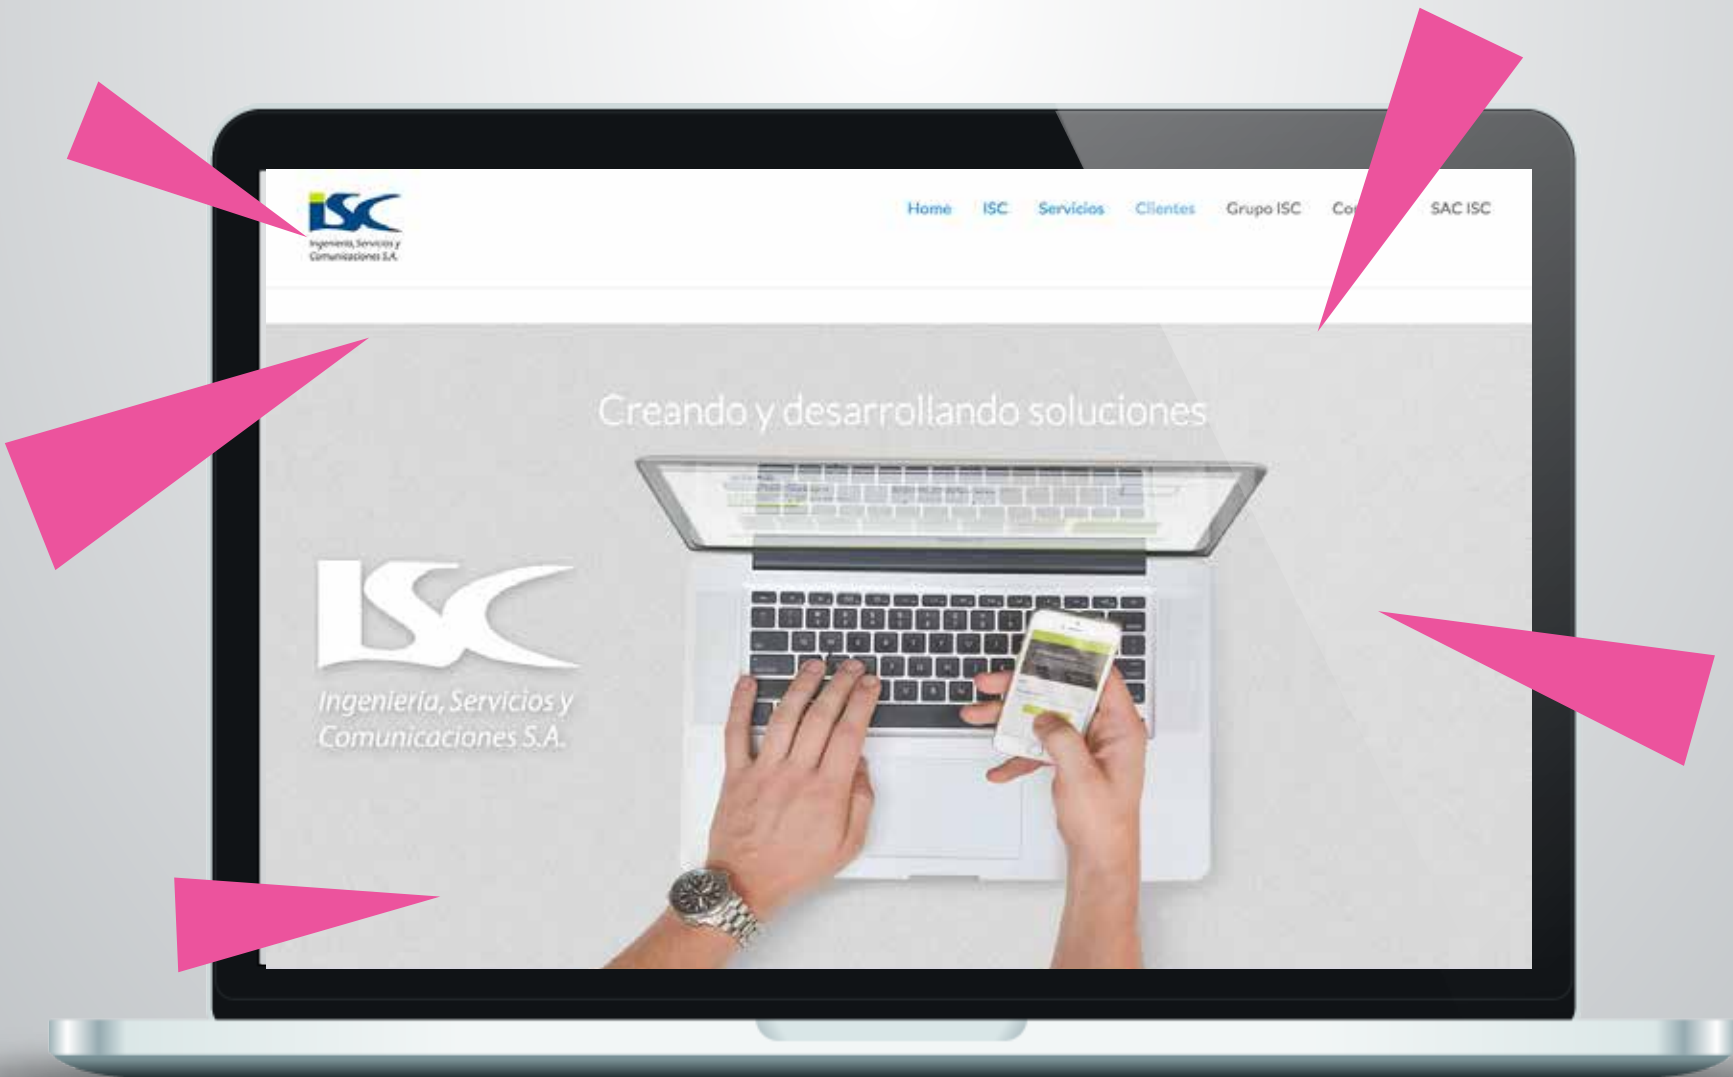 ISC
Ingeniería, Servicios y
Comunicaciones S.A.
Home ISC Servicios Clientes Grupo ISC SAC ISC
Creando y desarrollando soluciones
ISC
Ingeniería, Servicios y
Comunicaciones S.A.